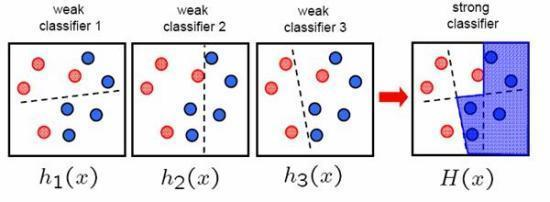 weak
classifier 1
weak
classifier 2
weak
classifier 3
strong
classifier
h₁(x)
h₂(x)
h₃(x)
H(x)